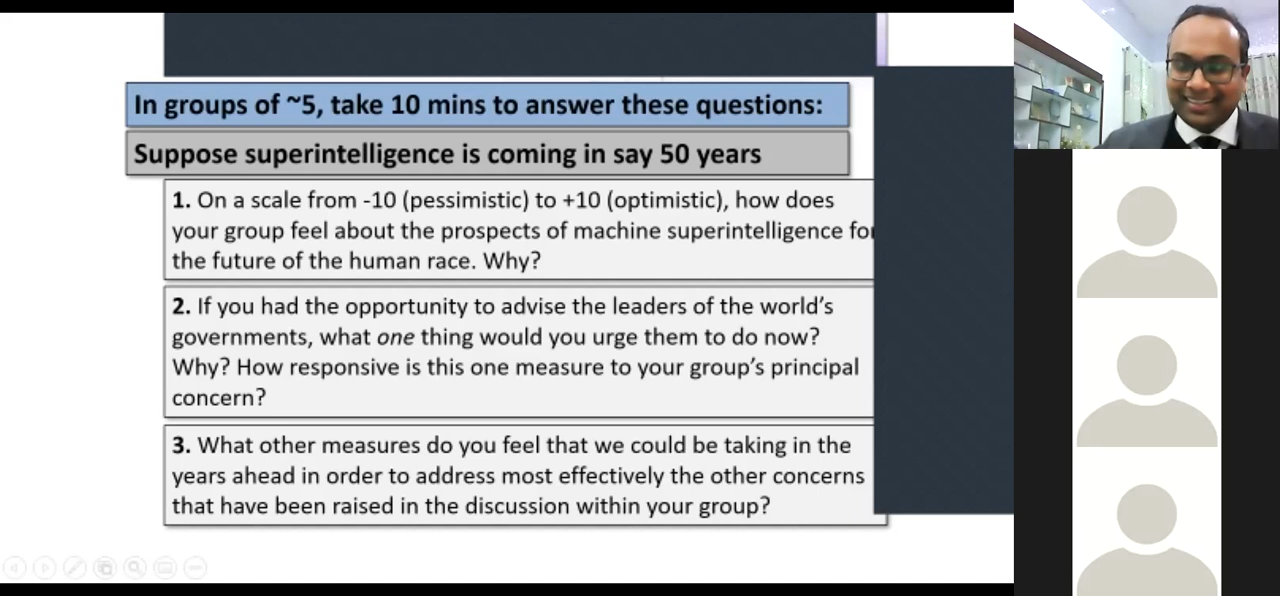 In groups of ~5, take 10 mins to answer these questions:
Suppose superintelligence is coming in say 50 years
1. On a scale from -10 (pessimistic) to +10 (optimistic), how does
your group feel about the prospects of machine superintelligence for
the future of the human race. Why?
2. If you had the opportunity to advise the leaders of the world’s
governments, what one thing would you urge them to do now?
Why? How responsive is this one measure to your group’s principal
concern?
3. What other measures do you feel that we could be taking in the
years ahead in order to address most effectively the other concerns
that have been raised in the discussion within your group?